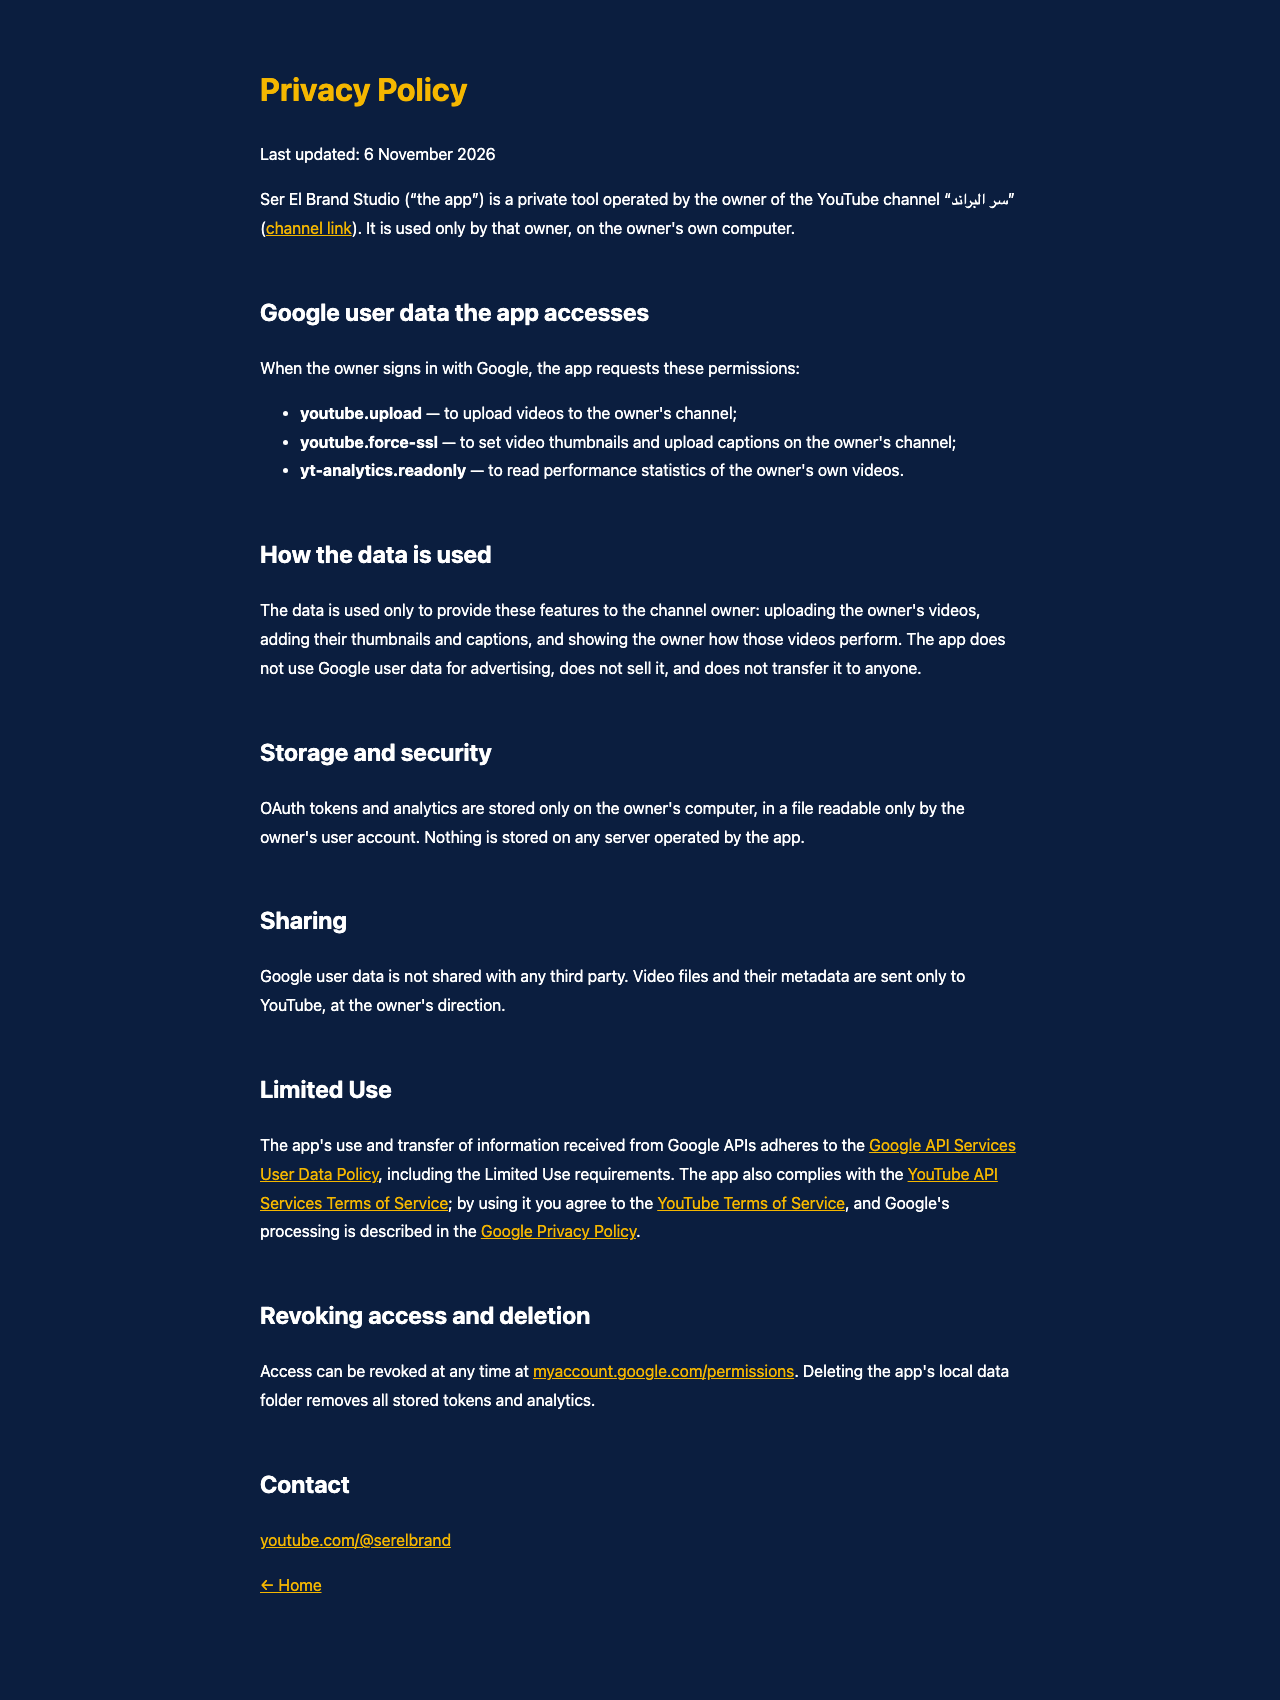 Privacy Policy
Last updated: 6 November 2026
Ser El Brand Studio (“the app”) is a private tool operated by the owner of the YouTube channel “سر البراند”
(channel link). It is used only by that owner, on the owner's own computer.
Google user data the app accesses
When the owner signs in with Google, the app requests these permissions:
• youtube.upload — to upload videos to the owner's channel;
• youtube.force-ssl — to set video thumbnails and upload captions on the owner's channel;
• yt-analytics.readonly — to read performance statistics of the owner's own videos.
How the data is used
The data is used only to provide these features to the channel owner: uploading the owner's videos,
adding their thumbnails and captions, and showing the owner how those videos perform. The app does
not use Google user data for advertising, does not sell it, and does not transfer it to anyone.
Storage and security
OAuth tokens and analytics are stored only on the owner's computer, in a file readable only by the
owner's user account. Nothing is stored on any server operated by the app.
Sharing
Google user data is not shared with any third party. Video files and their metadata are sent only to
YouTube, at the owner's direction.
Limited Use
The app's use and transfer of information received from Google APIs adheres to the Google API Services
User Data Policy, including the Limited Use requirements. The app also complies with the YouTube API
Services Terms of Service; by using it you agree to the YouTube Terms of Service, and Google's
processing is described in the Google Privacy Policy.
Revoking access and deletion
Access can be revoked at any time at myaccount.google.com/permissions. Deleting the app's local data
folder removes all stored tokens and analytics.
Contact
youtube.com/@serelbrand
← Home